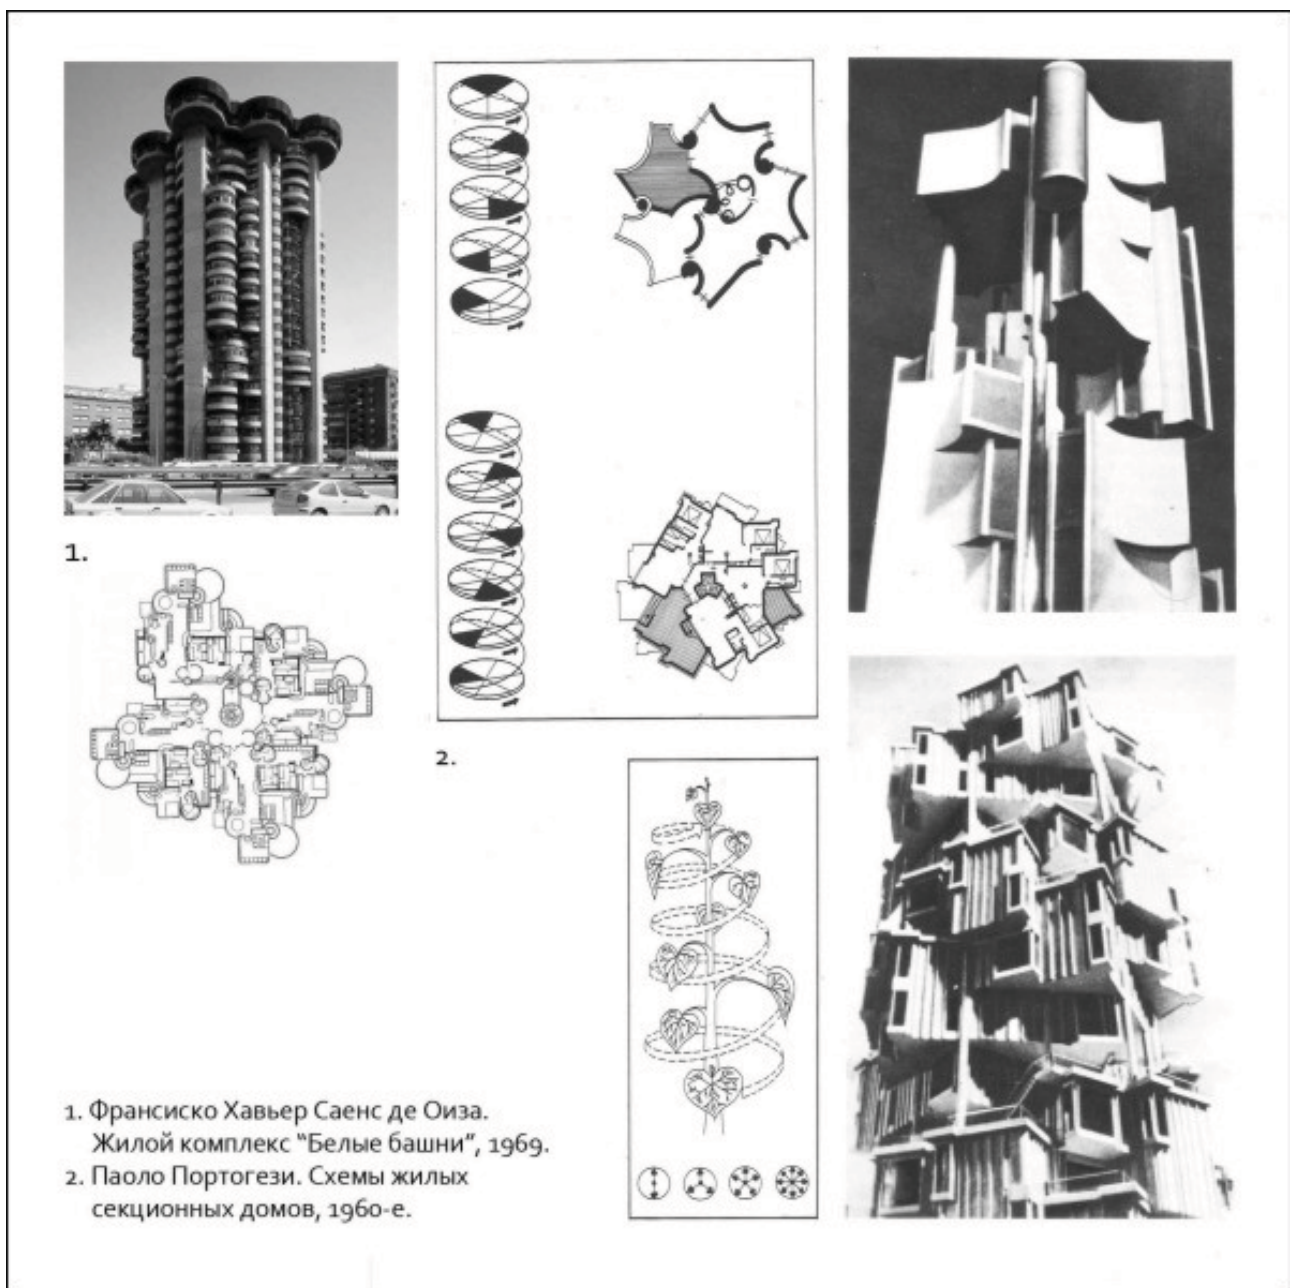 1.
2.
1. Франсиско Хавьер Саенс де Оиза.
Жилой комплекс “Белые башни”, 1969.
2. Паоло Портогези. Схемы жилых
секционных домов, 1960-е.